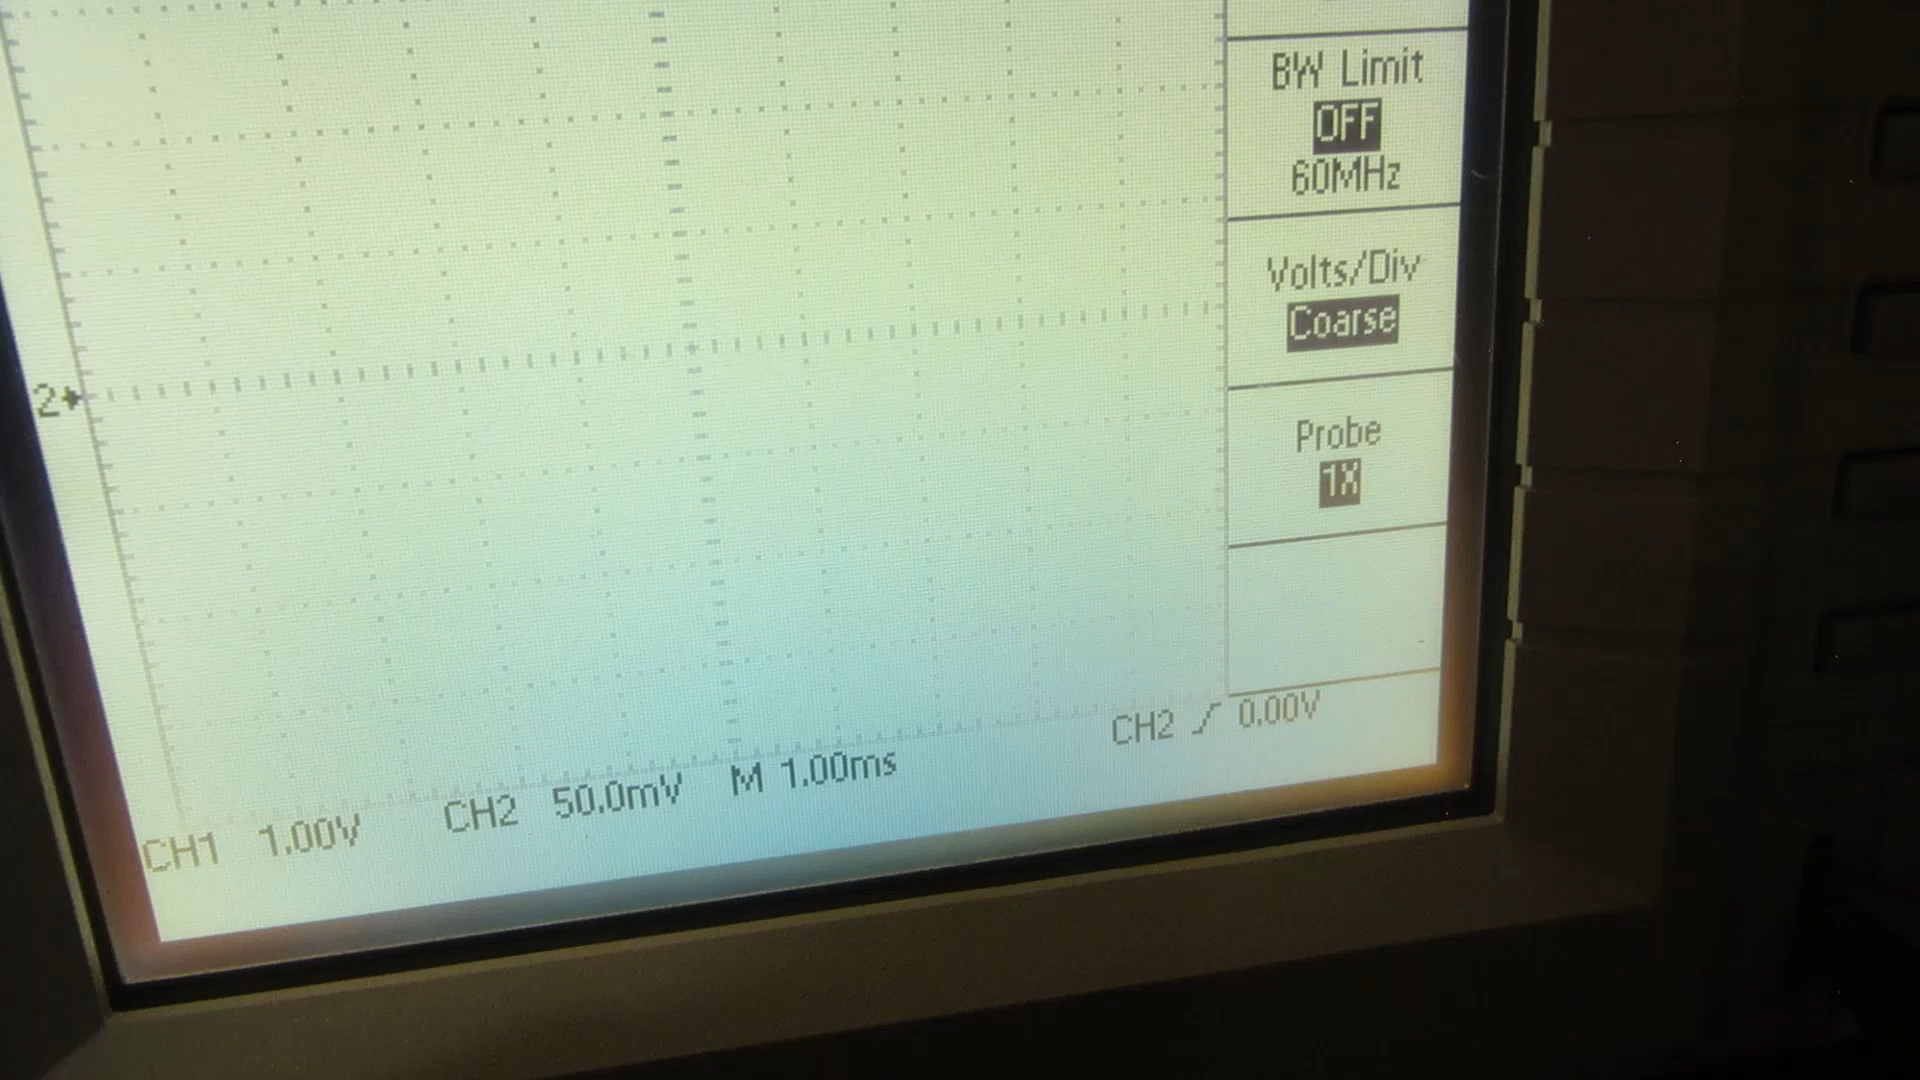 BW Limit
OFF
60MHz
Volts/Div
Coarse
Probe
1X
2
CH1 1.00V CH2 50.0mV M 1.00ms CH2 0.00V